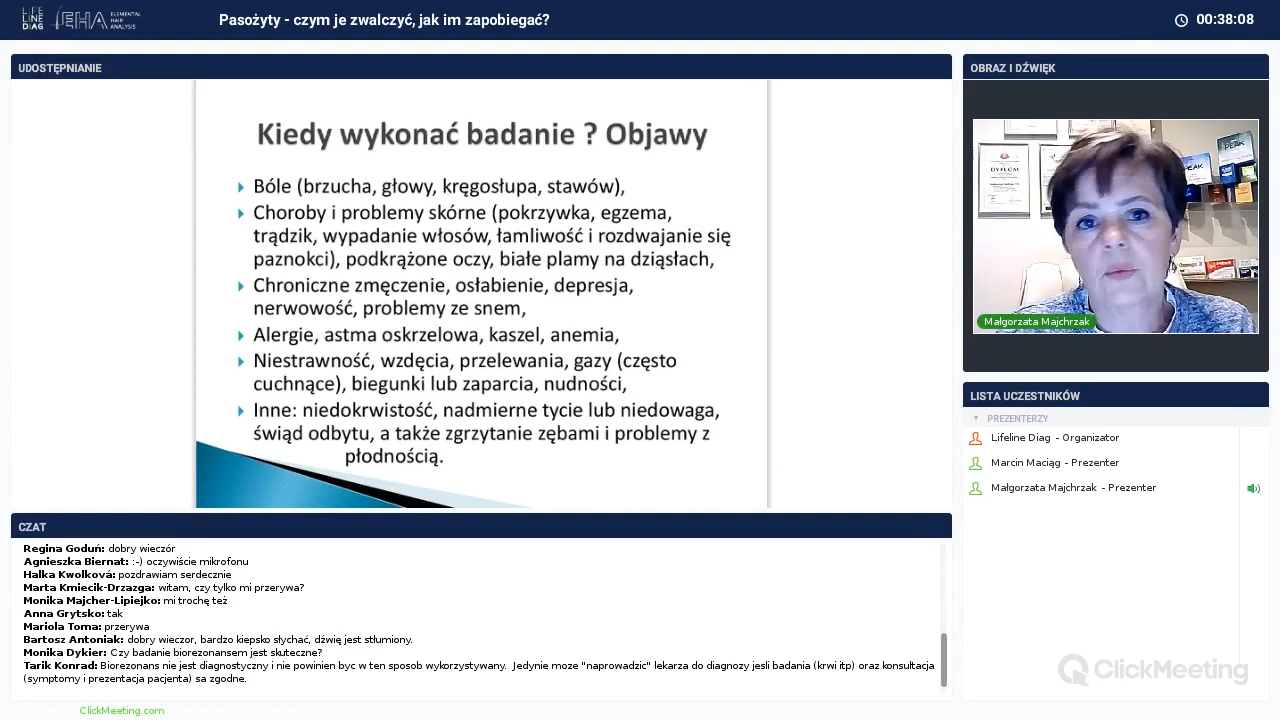 LIFE
LINE
DIAG
EHA
ELEMENTAL
HAIR
ANALYSIS
Pasożyty - czym je zwalczyć, jak im zapobiegać?
00:38:08
UDOSTĘPNIANIE
Kiedy wykonać badanie ? Objawy
Bóle (brzucha, głowy, kręgosłupa, stawów),
Choroby i problemy skórne (pokrzywka, egzema,
trądzik, wypadanie włosów, łamliwość i rozdwajanie się
paznokci), podkrążone oczy, białe plamy na dziąsłach,
Chroniczne zmęczenie, osłabienie, depresja,
nerwowość, problemy ze snem,
Alergie, astma oskrzelowa, kaszel, anemia,
Niestrawność, wzdęcia, przelewania, gazy (często
cuchnące), biegunki lub zaparcia, nudności,
Inne: niedokrwistość, nadmierne tycie lub niedowaga,
świąd odbytu, a także zgrzytanie zębami i problemy z
płodnością.
OBRAZ I DŹWIĘK
DYPLOM
PEAK
PEAK
Małgorzata Majchrzak
LISTA UCZESTNIKÓW
PREZENTERZY
Lifeline Diag - Organizator
Marcin Maciąg - Prezenter
Małgorzata Majchrzak - Prezenter
CZAT
Regina Goduń: dobry wieczór
Agnieszka Biernat: :-) oczywiście mikrofonu
Halka Kwolková: pozdrawiam serdecznie
Marta Kmiecik-Drzazga: witam, czy tylko mi przerywa?
Monika Majcher-Lipiejko: mi trochę też
Anna Grytsko: tak
Mariola Toma: przerywa
Bartosz Antoniak: dobry wieczor, bardzo kiepsko słychać, dźwię jest stłumiony.
Monika Dykier: Czy badanie biorezonansem jest skuteczne?
Tarik Konrad: Biorezonans nie jest diagnostyczny i nie powinien byc w ten sposob wykorzystywany. Jedynie moze "naprowadzic" lekarza do diagnozy jesli badania (krwi itp) oraz konsultacja
(symptomy i prezentacja pacjenta) sa zgodne.
ClickMeeting
ClickMeeting.com